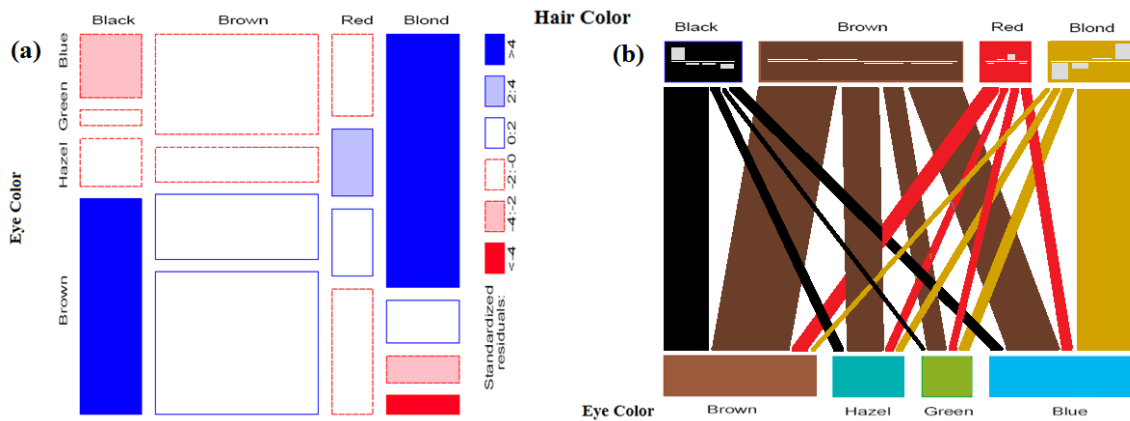 Hair Color
(a)
Black Brown Red Blond
Blue
Green
Hazel
Brown
Eye Color
>4
2:4
0:2
-2:-0
-4:-2
<-4
Standardized
residuals:
(b)
Black Brown Red Blond
Eye Color Brown Hazel Green Blue